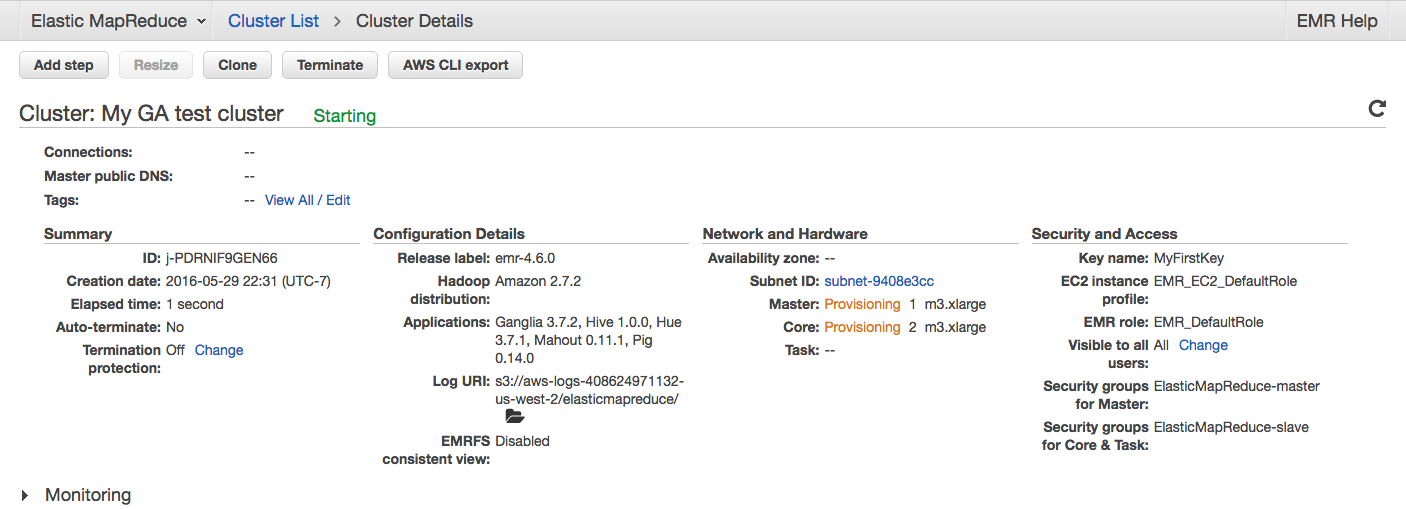 Elastic MapReduce Cluster List > Cluster Details EMR Help
Add step Resize Clone Terminate AWS CLI export
Cluster: My GA test cluster Starting
Connections: --
Master public DNS: --
Tags: -- View All / Edit
Summary
ID: j-PDRNIF9GEN66
Creation date: 2016-05-29 22:31 (UTC-7)
Elapsed time: 1 second
Auto-terminate: No
Termination Off Change
protection:
Configuration Details
Release label: emr-4.6.0
Hadoop Amazon 2.7.2
distribution:
Applications: Ganglia 3.7.2, Hive 1.0.0, Hue
3.7.1, Mahout 0.11.1, Pig
0.14.0
Log URI: s3://aws-logs-408624971132-
us-west-2/elasticmapreduce/
EMRFS Disabled
consistent view:
Network and Hardware
Availability zone: --
Subnet ID: subnet-9408e3cc
Master: Provisioning 1 m3.xlarge
Core: Provisioning 2 m3.xlarge
Task: --
Security and Access
Key name: MyFirstKey
EC2 instance EMR_EC2_DefaultRole
profile:
EMR role: EMR_DefaultRole
Visible to all All Change
users:
Security groups ElasticMapReduce-master
for Master:
Security groups ElasticMapReduce-slave
for Core & Task:
Monitoring